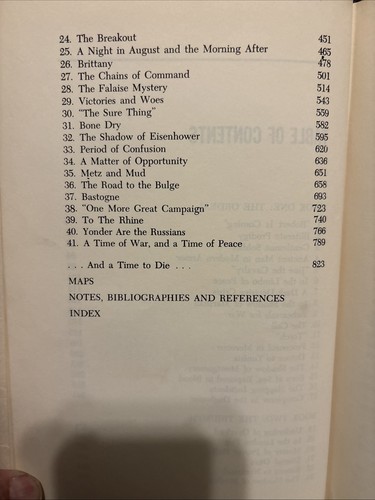 24. The Breakout 451
25. A Night in August and the Morning After 465
26. Brittany 478
27. The Chains of Command 501
28. The Falaise Mystery 514
29. Victories and Woes 543
30. "The Sure Thing" 559
31. Bone Dry 582
32. The Shadow of Eisenhower 595
33. Period of Confusion 620
34. A Matter of Opportunity 636
35. Metz and Mud 651
36. The Road to the Bulge 658
37. Bastogne 693
38. "One More Great Campaign" 723
39. To The Rhine 740
40. Yonder Are the Russians 766
41. A Time of War, and a Time of Peace 789
. . . And a Time to Die . . . 823
MAPS
NOTES, BIBLIOGRAPHIES AND REFERENCES
INDEX